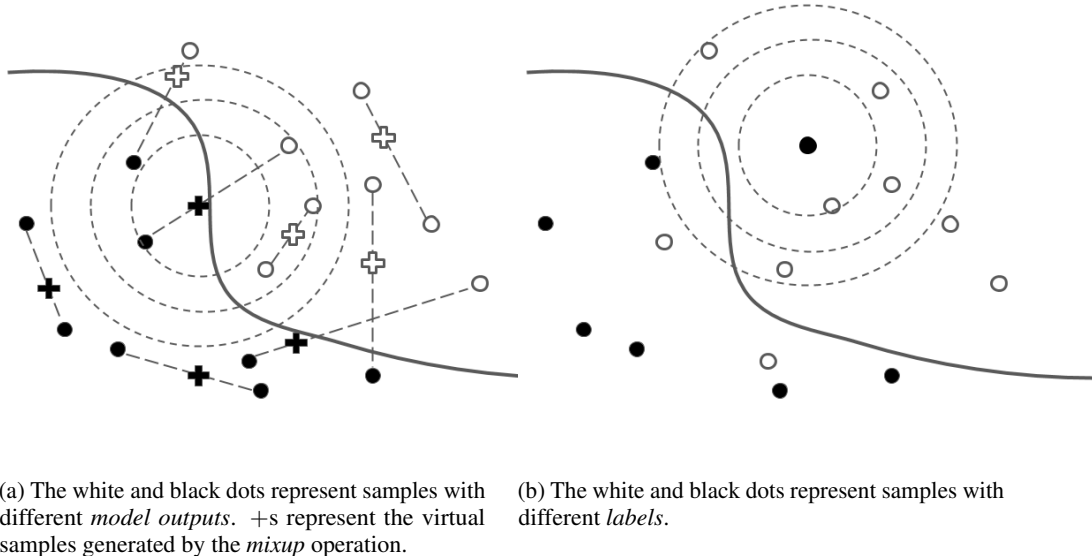 (a) The white and black dots represent samples with
different model outputs. +s represent the virtual
samples generated by the mixup operation.
(b) The white and black dots represent samples with
different labels.